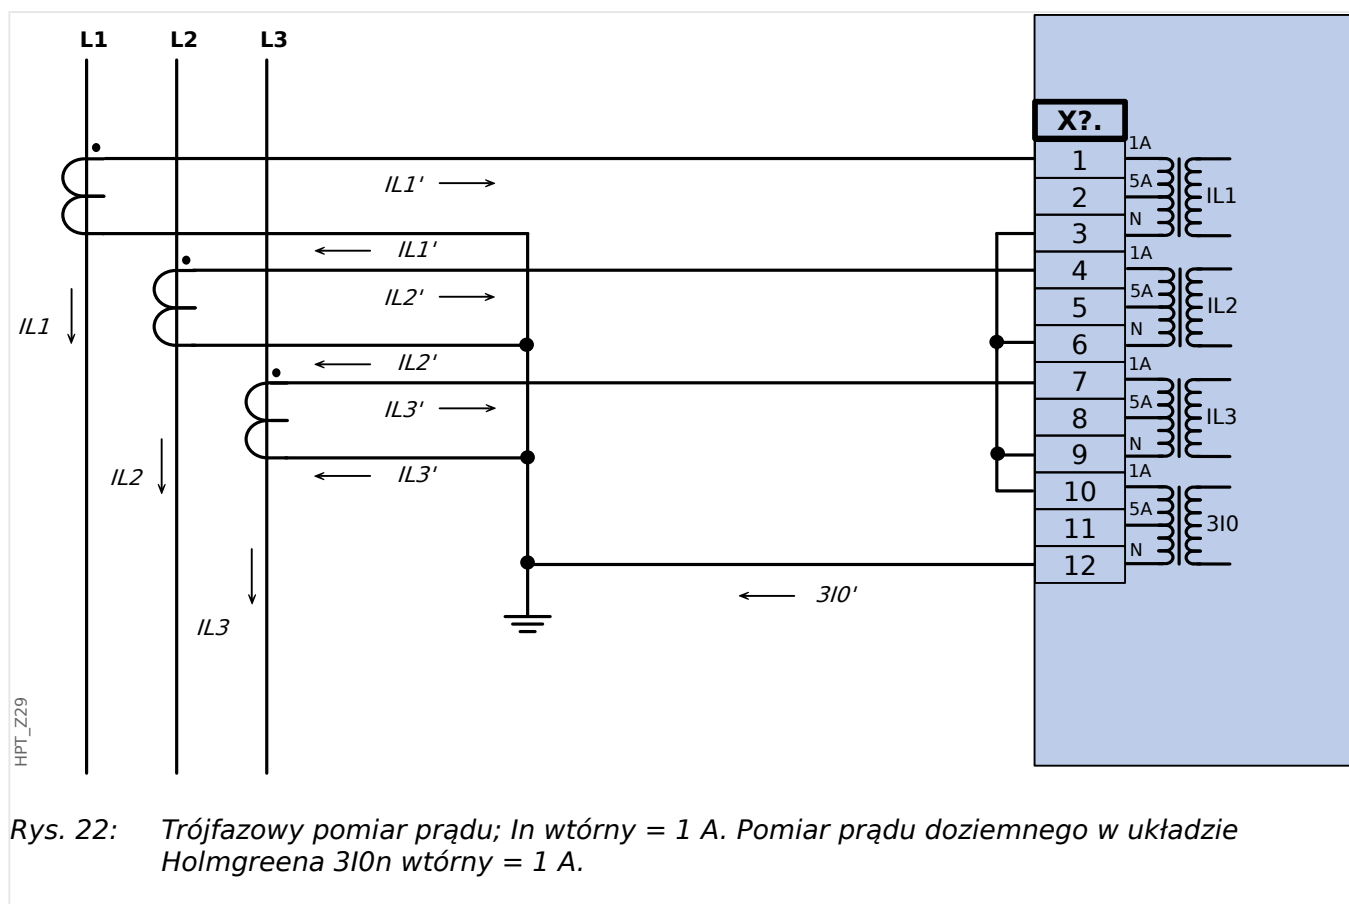 L1 L2 L3
X?.
1 1A
IL1'
2 5A IL1
3 N
IL1'
4 1A
IL2'
5 5A IL2
IL1
6 N
IL2'
7 1A
IL3'
8 5A IL3
9 N
IL3'
IL2
10 1A
11 5A 3I0
12 N
3I0'
IL3
HPT_Z29
Rys. 22: Trójfazowy pomiar prądu; In wtórny = 1 A. Pomiar prądu doziemnego w układzie
Holmgreena 3I0n wtórny = 1 A.